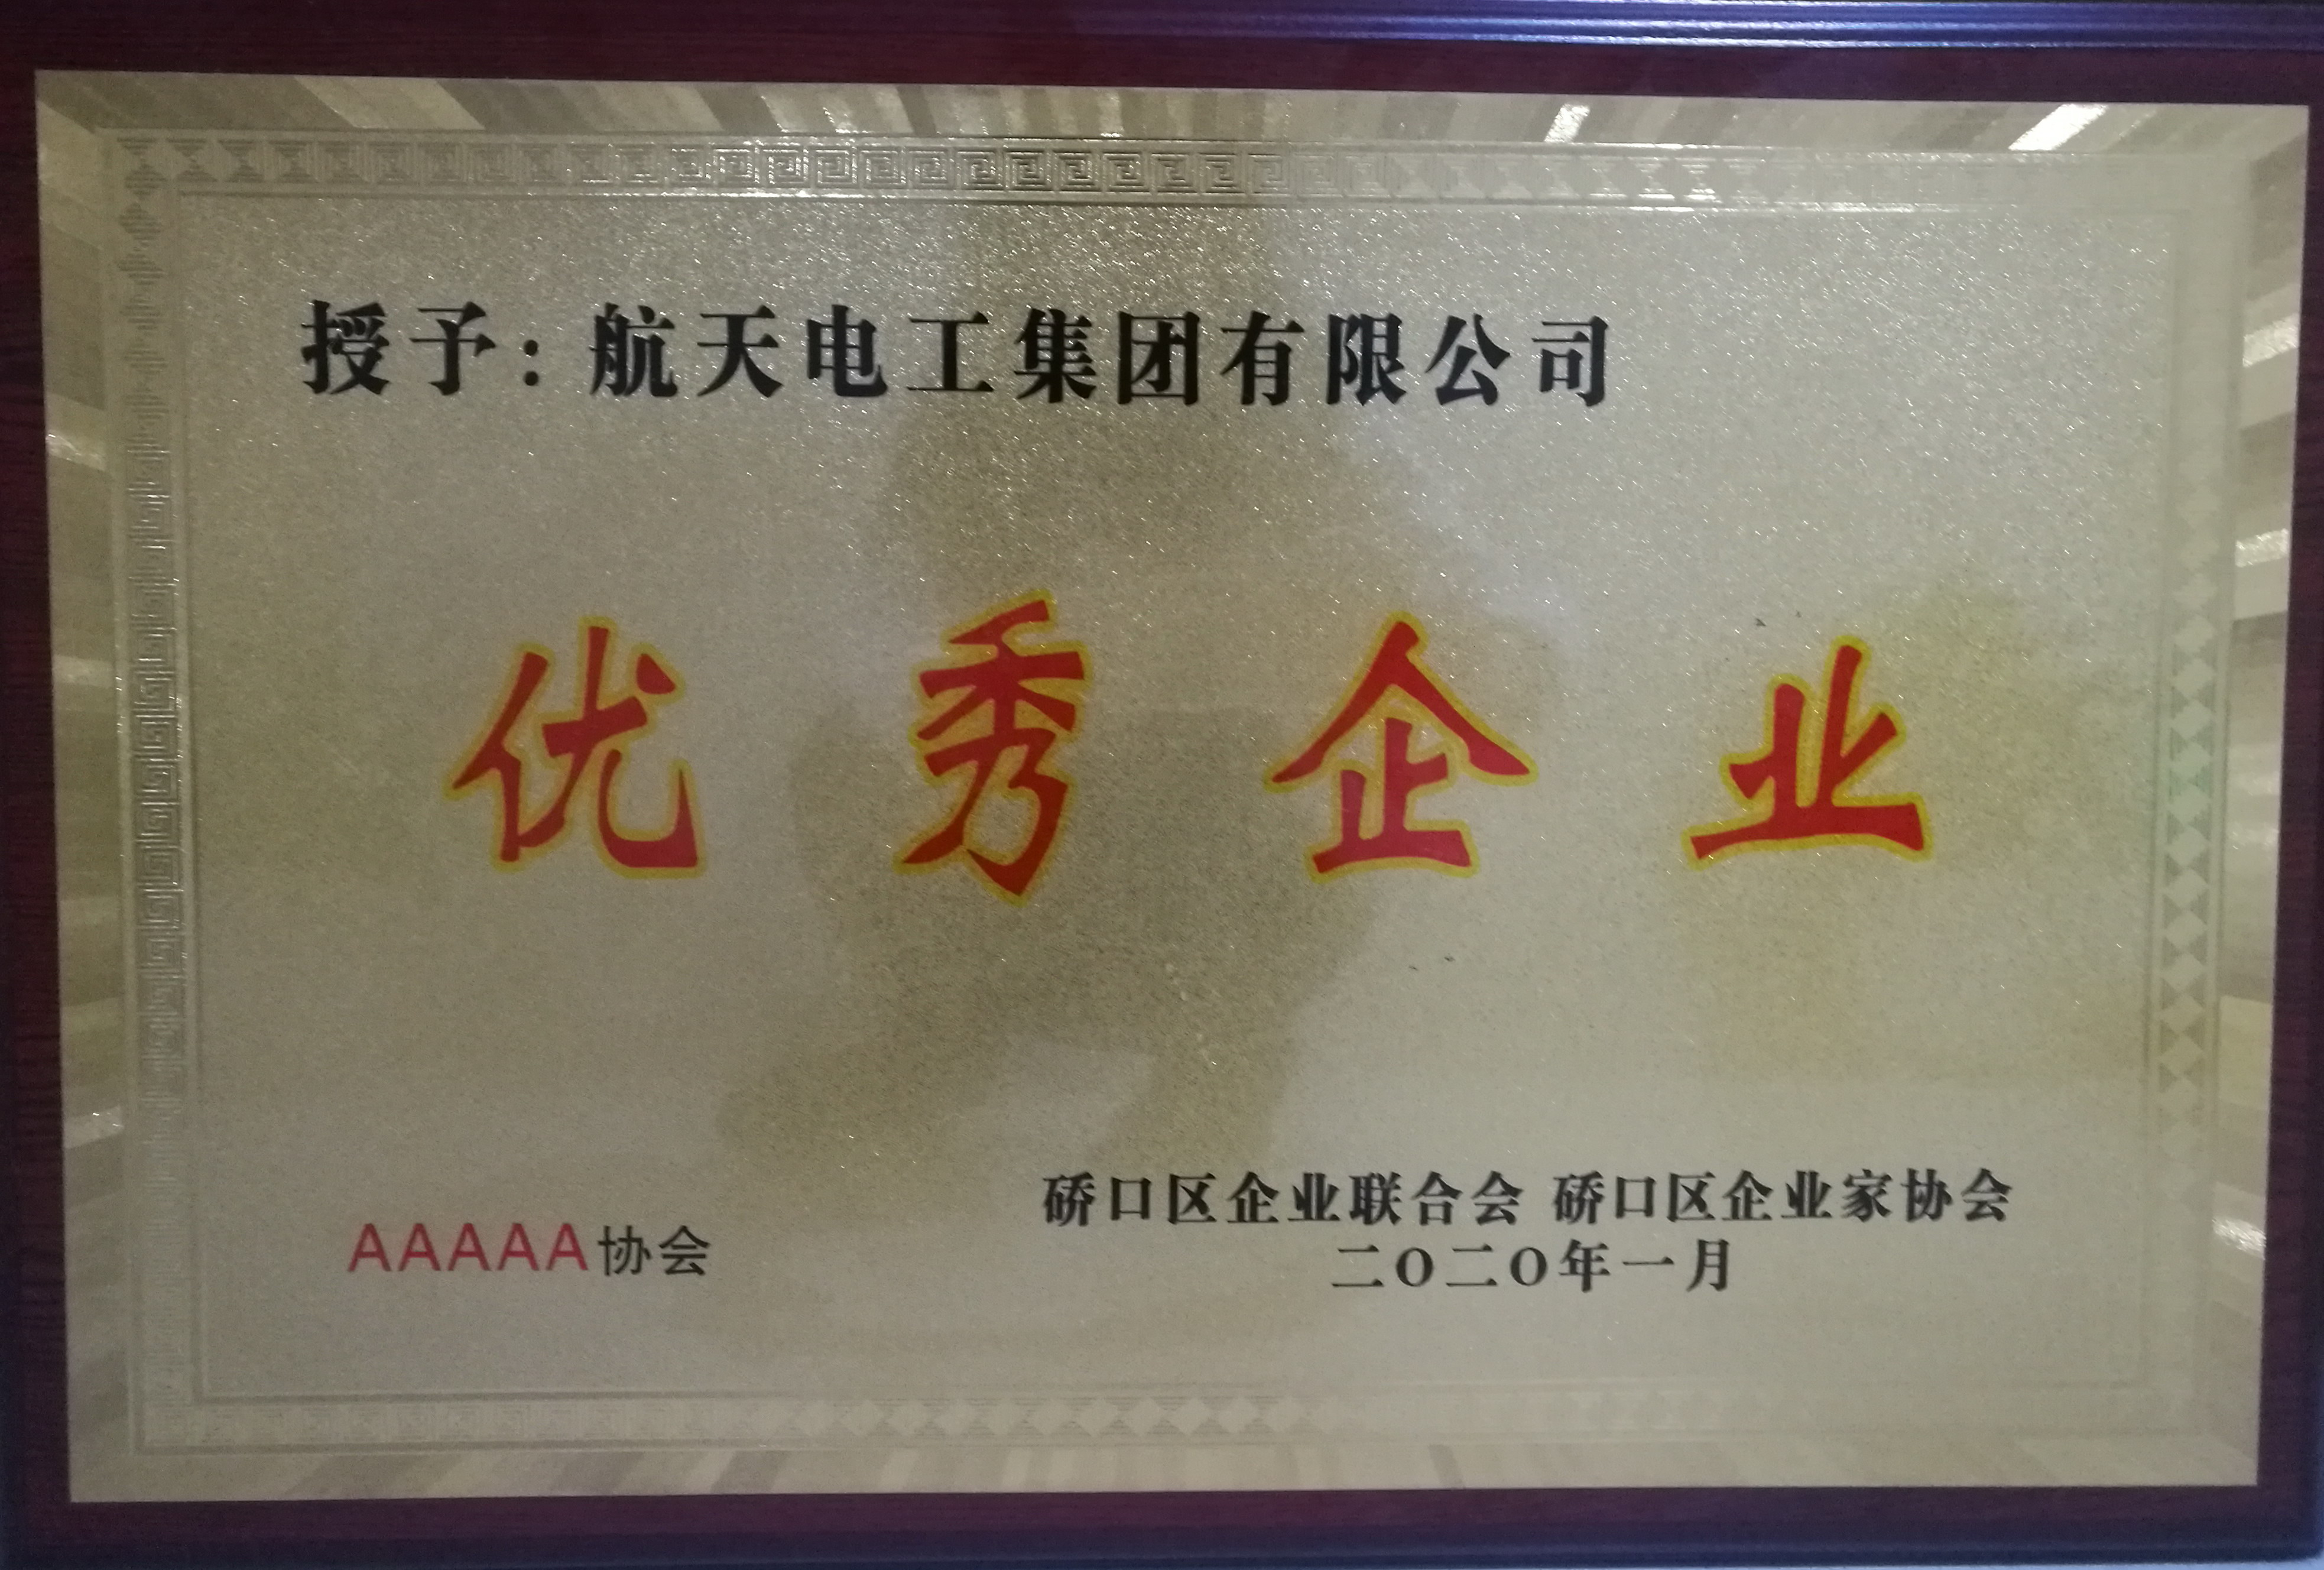 授予：航天电工集团有限公司
优秀企业
AAAAA协会
硚口区企业联合会 硚口区企业家协会
二〇二〇年一月